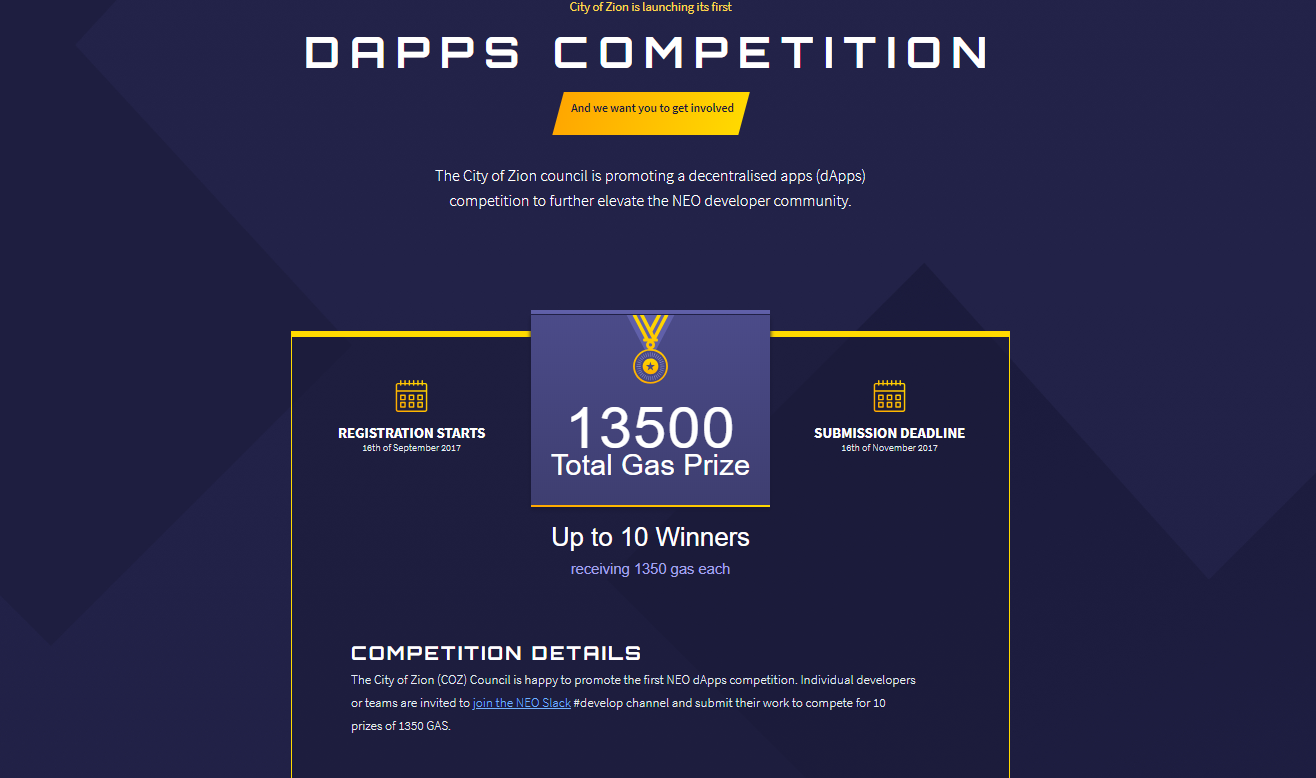 City of Zion is launching its first
DAPPS COMPETITION
And we want you to get involved
The City of Zion council is promoting a decentralised apps (dApps)
competition to further elevate the NEO developer community.
REGISTRATION STARTS
16th of September 2017
13500
Total Gas Prize
SUBMISSION DEADLINE
16th of November 2017
Up to 10 Winners
receiving 1350 gas each
COMPETITION DETAILS
The City of Zion (COZ) Council is happy to promote the first NEO dApps competition. Individual developers
or teams are invited to join the NEO Slack #develop channel and submit their work to compete for 10
prizes of 1350 GAS.